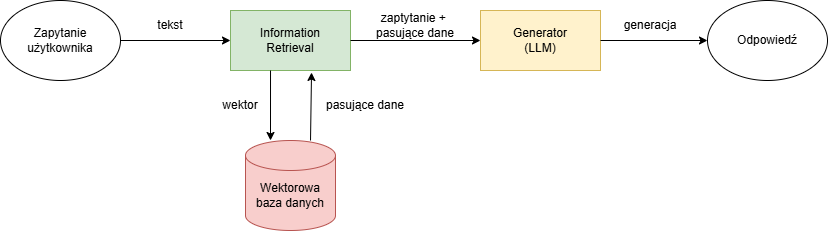 Zapytanie
użytkownika
tekst
Information
Retrieval
zaptytanie +
pasujące dane
Generator
(LLM)
generacja
Odpowiedź
wektor
pasujące dane
Wektorowa
baza danych